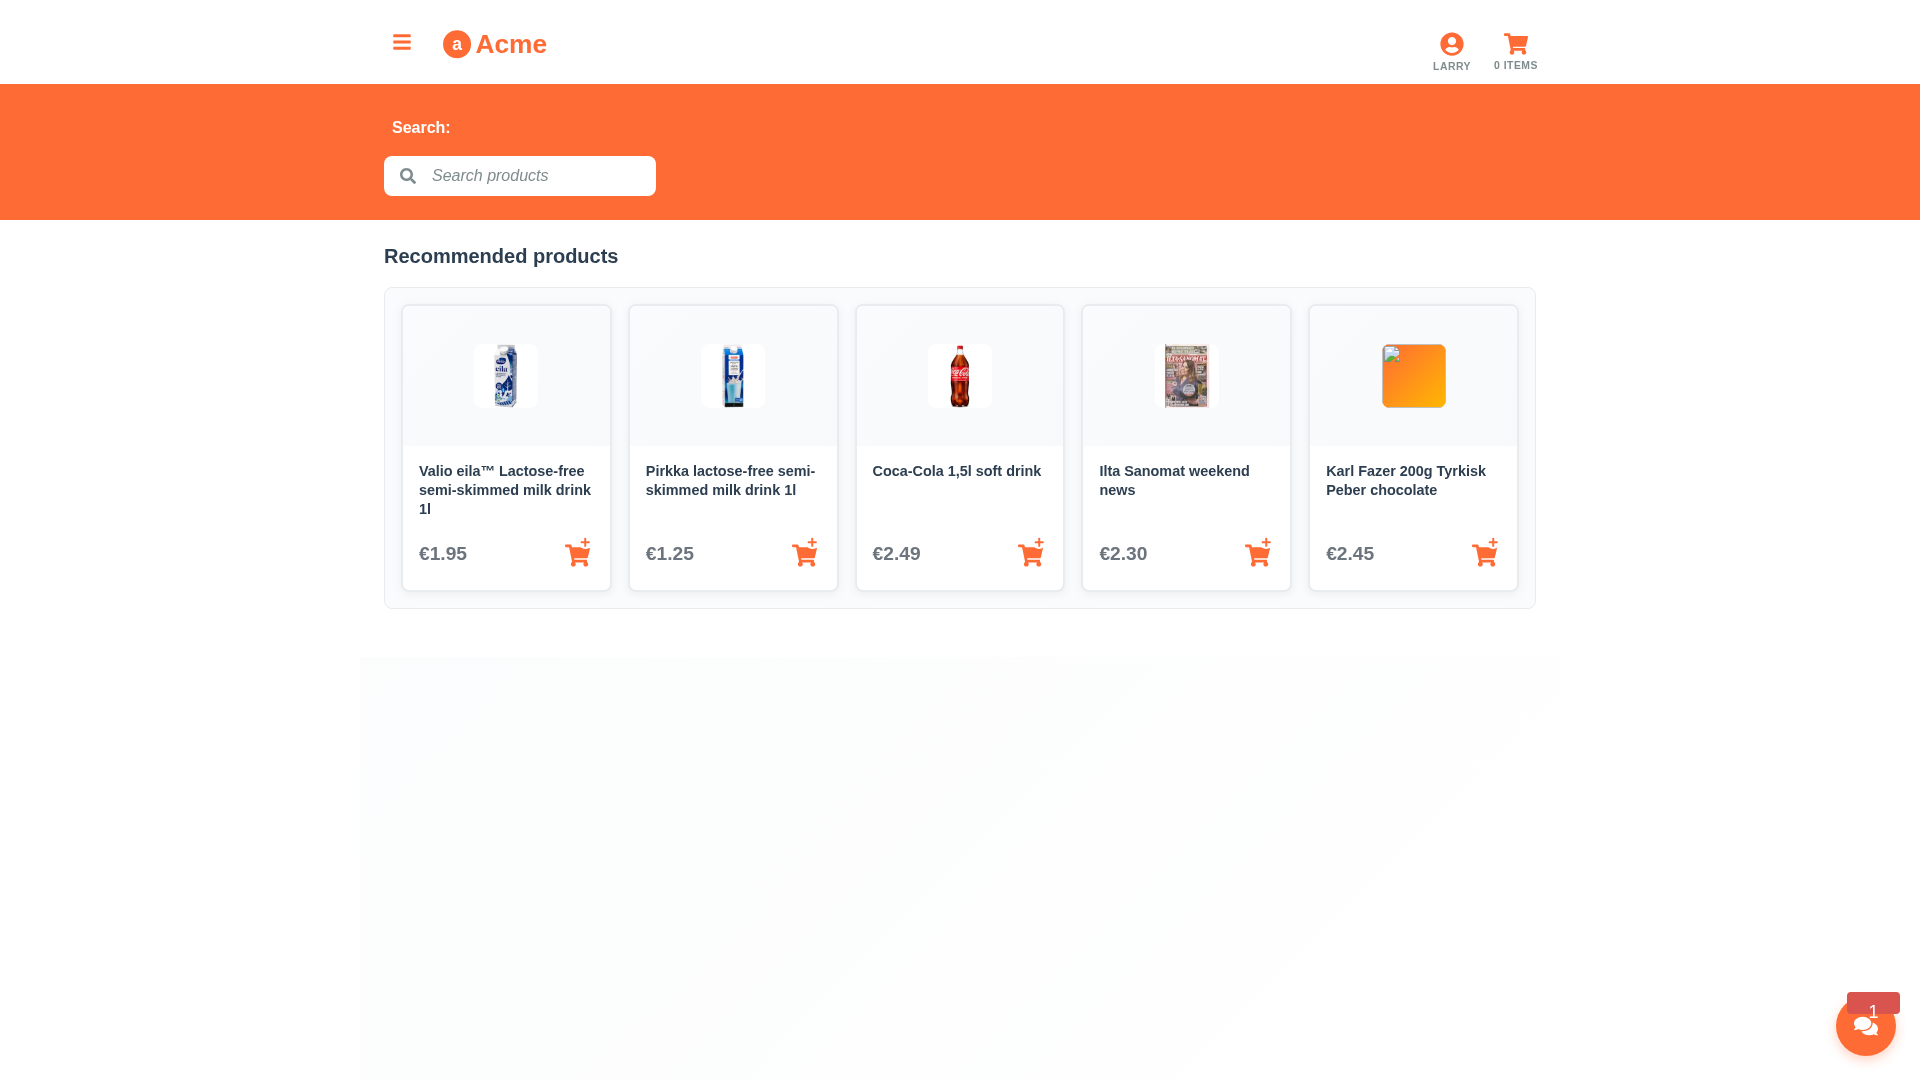 a Acme
LARRY
0 ITEMS
Search:
Search products
Recommended products
Valio eila™ Lactose-free
semi-skimmed milk drink
1l
€1.95
Pirkka lactose-free semi-
skimmed milk drink 1l
€1.25
Coca-Cola 1,5l soft drink
€2.49
Ilta Sanomat weekend
news
€2.30
Karl Fazer 200g Tyrkisk
Peber chocolate
€2.45
1